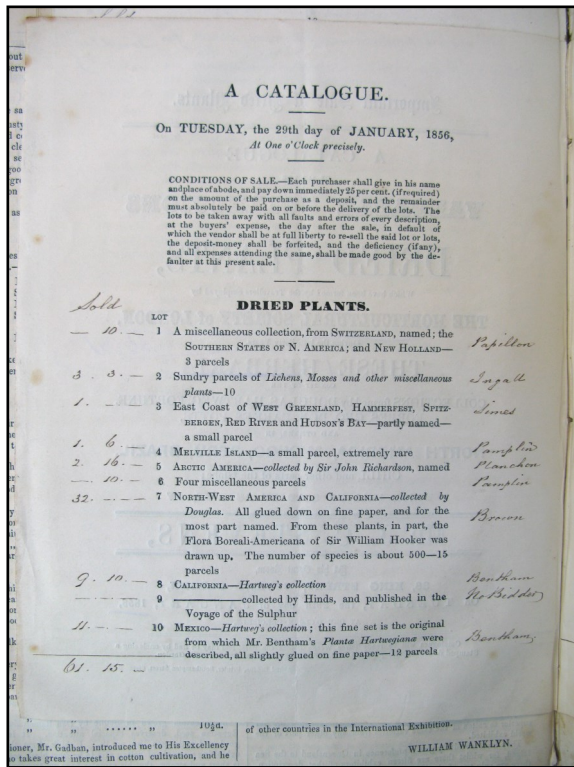 A CATALOGUE.
On TUESDAY, the 29th day of JANUARY, 1856,
At One o'Clock precisely.
CONDITIONS OF SALE.—Each purchaser shall give in his name
and place of abode, and pay down immediately 25 per cent. (if required)
on the amount of the purchase as a deposit, and the remainder
must absolutely be paid on or before the delivery of the lots. The
lots to be taken away with all faults and errors of every description,
at the buyers' expense, the day after the sale, in default of
which the vendor shall be at full liberty to re-sell the said lot or lots,
the deposit-money shall be forfeited, and the deficiency (if any),
and all expenses attending the same, shall be made good by the de-
faulter at this present sale.
Sold
DRIED PLANTS.
LOT
— 10. — 1 A miscellaneous collection, from SWITZERLAND, named; the
SOUTHERN STATES OF N. AMERICA; and NEW HOLLAND—
3 parcels Papillon
3. 3. — 2 Sundry parcels of Lichens, Mosses and other miscellaneous
plants—10 Ingall
1. — — 3 East Coast of WEST GREENLAND, HAMMERFEST, SPITZ-
BERGEN, RED RIVER and HUDSON'S BAY—partly named—
a small parcel
1. 6. — 4 MELVILLE ISLAND—a small parcel, extremely rare Pamplin
2. 16. — 5 ARCTIC AMERICA—collected by Sir John Richardson, named Planchon
— 10. — 6 Four miscellaneous parcels Pamplin
32. — — 7 NORTH-WEST AMERICA AND CALIFORNIA—collected by
Douglas. All glued down on fine paper, and for the
most part named. From these plants, in part, the
Flora Boreali-Americana of Sir William Hooker was
drawn up. The number of species is about 500—15
parcels Brown
9. 10. — 8 CALIFORNIA—Hartweg's collection Bentham
— — — 9 ————collected by Hinds, and published in the
Voyage of the Sulphur No Bidder
11. — — 10 MEXICO—Hartweg's collection; this fine set is the original
from which Mr. Bentham's Plantæ Hartwegianæ were
described, all slightly glued on fine paper—12 parcels Bentham
61. 15. —
„ „ ...... „ 10½d.
of other countries in the International Exhibition.
ioner, Mr. Gadban, introduced me to His Excellency
o takes great interest in cotton cultivation, and he
WILLIAM WANKLYN.